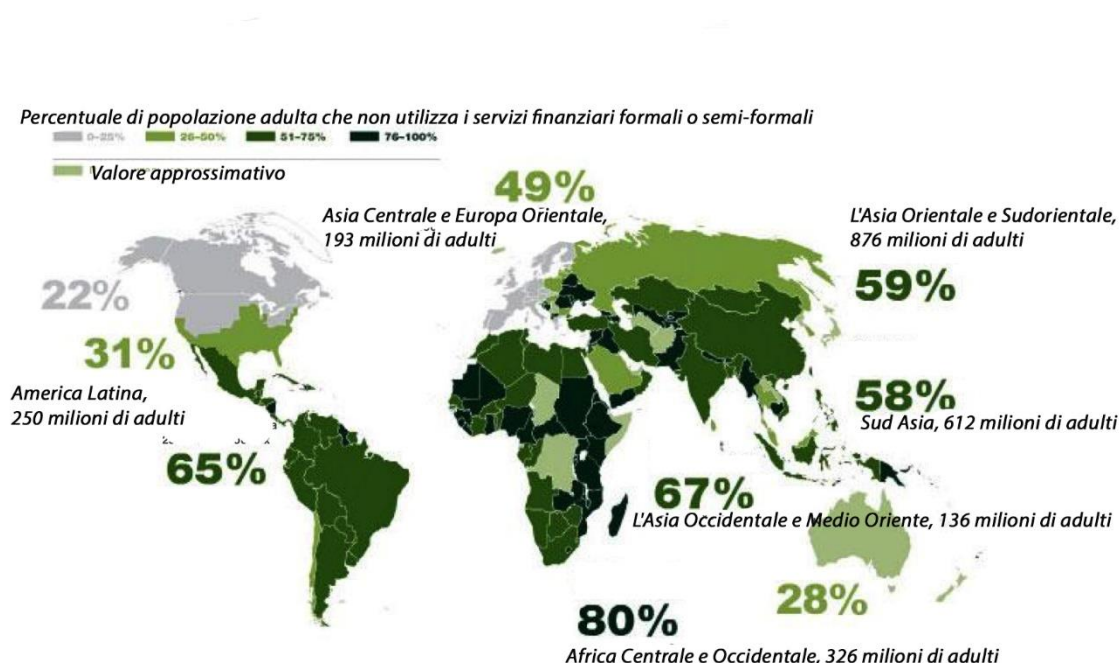 Percentuale di popolazione adulta che non utilizza i servizi finanziari formali o semi-formali
0–25% 26–50% 51–75% 76–100%
Valore approssimativo
49%
Asia Centrale e Europa Orientale,
193 milioni di adulti
L'Asia Orientale e Sudorientale,
876 milioni di adulti
59%
22%
31%
America Latina,
250 milioni di adulti
65%
58%
Sud Asia, 612 milioni di adulti
67%
L'Asia Occidentale e Medio Oriente, 136 milioni di adulti
28%
80%
Africa Centrale e Occidentale, 326 milioni di adulti